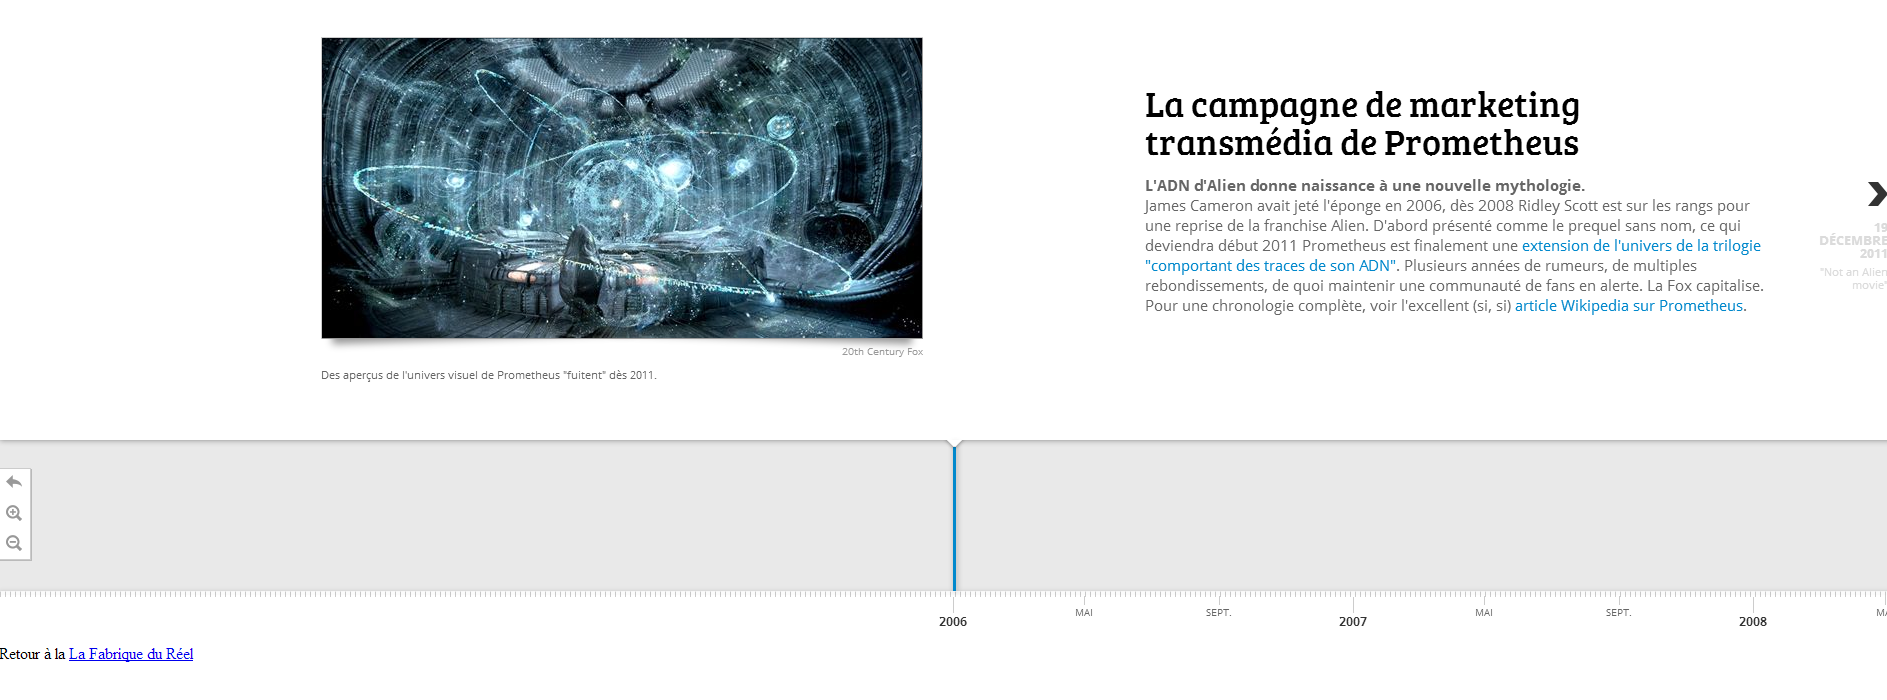 La campagne de marketing
transmédia de Prometheus
L'ADN d'Alien donne naissance à une nouvelle mythologie.
James Cameron avait jeté l'éponge en 2006, dès 2008 Ridley Scott est sur les rangs pour
une reprise de la franchise Alien. D'abord présenté comme le prequel sans nom, ce qui
deviendra début 2011 Prometheus est finalement une extension de l'univers de la trilogie
"comportant des traces de son ADN". Plusieurs années de rumeurs, de multiples
rebondissements, de quoi maintenir une communauté de fans en alerte. La Fox capitalise.
Pour une chronologie complète, voir l'excellent (si, si) article Wikipedia sur Prometheus.
20th Century Fox
Des aperçus de l'univers visuel de Prometheus "fuitent" dès 2011.
19
DÉCEMBRE
2011
"Not an Alien
movie"
MAI
SEPT.
MAI
SEPT.
MA
2006
2007
2008
Retour à la La Fabrique du Réel